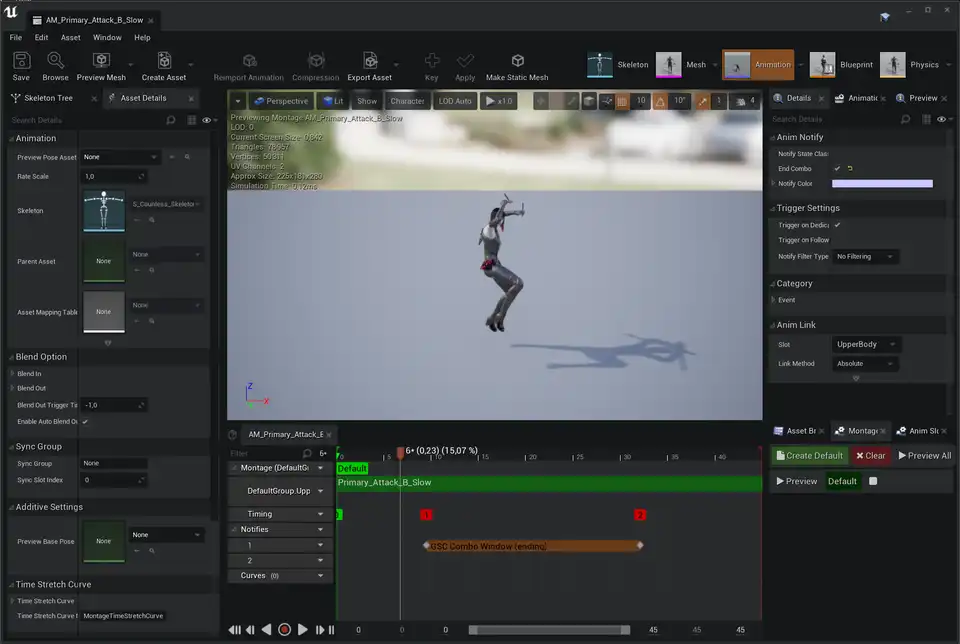 AM_Primary_Attack_B_Slow
File Edit Asset Window Help
Save Browse Preview Mesh Create Asset Reimport Animation Compression Export Asset Key Apply Make Static Mesh Skeleton Mesh Animation Blueprint Physics
Skeleton Tree Asset Details
Search Details
Animation
Preview Pose Asset None
Rate Scale 1,0
Skeleton S_Countess_Skeleton
Parent Asset None None
Asset Mapping Table None None
Blend Option
Blend In
Blend Out
Blend Out Trigger Ti -1,0
Enable Auto Blend O
Sync Group
Sync Group None
Sync Slot Index 0
Additive Settings
Preview Base Pose None None
Time Stretch Curve
Time Stretch Curve
Time Stretch Curve MontageTimeStretchCurve
Perspective Lit Show Character LOD Auto x1.0 10 10° 1 4
Previewing Montage AM_Primary_Attack_B_Slow
LOD: 0
Current Screen Size: 0,842
Triangles: 78957
Vertices: 50311
UV Channels: 2
Approx Size: 225x181x280
Simulation Time: 0.12ms
Z
X
AM_Primary_Attack_E
Filter 6•
6• (0,23) (15,07 %)
5 10 15 20 25 30 35 40
Montage (DefaultG Default
DefaultGroup.Upp Primary_Attack_B_Slow
Timing 1 2
Notifies
1 GSC Combo Window (ending)
2
Curves (0)
0 0 0 45 45 45
Details Animati Preview
Search Details
Anim Notify
Notify State Clas
End Combo
Notify Color
Trigger Settings
Trigger on Dedic
Trigger on Follow
Notify Filter Type No Filtering
Category
Event
Anim Link
Slot UpperBody
Link Method Absolute
Asset Br Montag Anim Sl
Create Default Clear Preview All
Preview Default